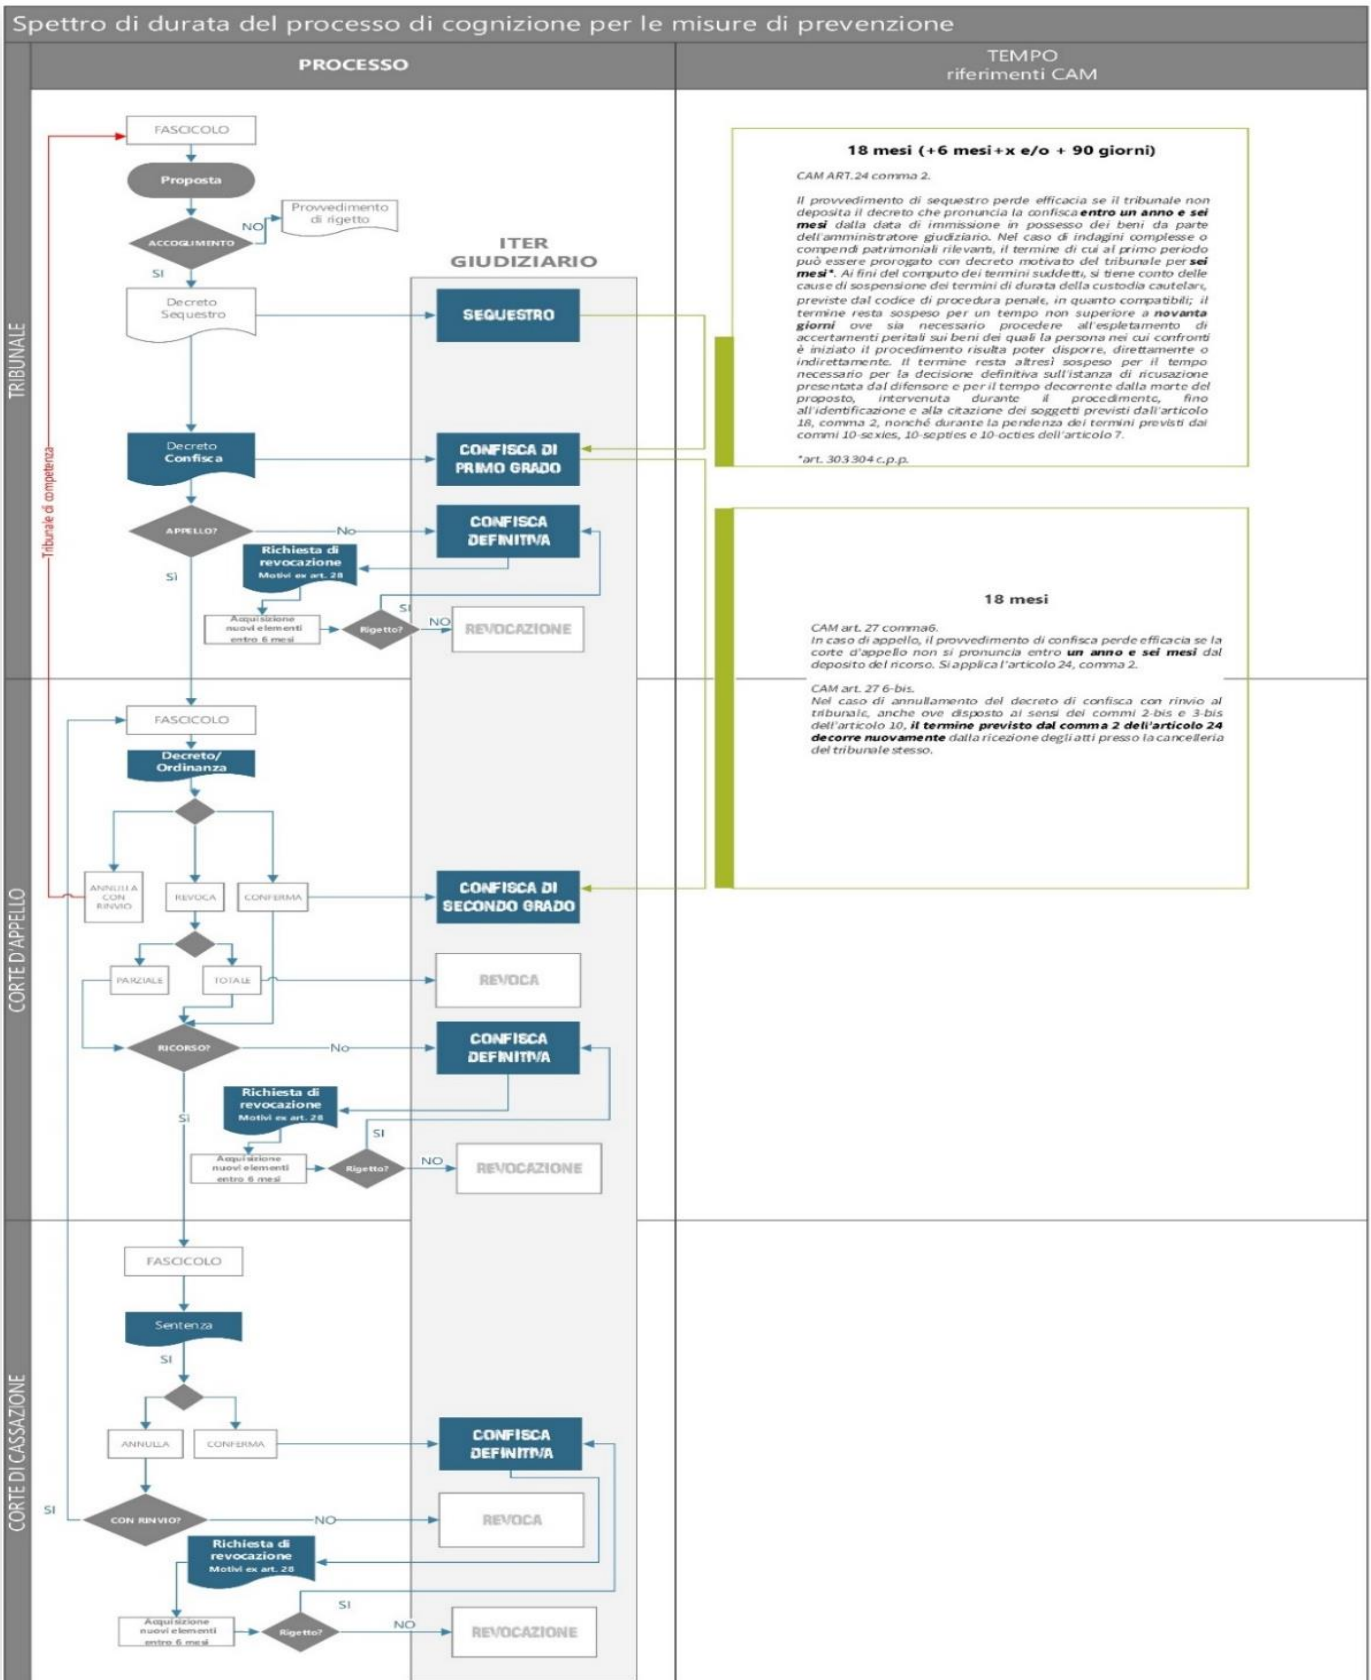 Spettro di durata del processo di cognizione per le misure di prevenzione
PROCESSO
TEMPO
riferimenti CAM
TRIBUNALE
FASCICOLO
Proposta
ACCOGLIMENTO
NO
Provvedimento
di rigetto
SI
Decreto
Sequestro
ITER
GIUDIZIARIO
SEQUESTRO
Decreto
Confisca
CONFISCA DI
PRIMO GRADO
APPELLO?
No
CONFISCA
DEFINITIVA
Sì
Richiesta di
revocazione
Motivi ex art. 28
Acquisizione
nuovi elementi
entro 6 mesi
Rigetto?
SI
NO
REVOCAZIONE
Tribunale di competenza
18 mesi (+6 mesi+x e/o + 90 giorni)
CAM ART.24 comma 2.
Il provvedimento di sequestro perde efficacia se il tribunale non
deposita il decreto che pronuncia la confisca entro un anno e sei
mesi dalla data di immissione in possesso dei beni da parte
dell'amministratore giudiziario. Nel caso di indagini complesse o
compendi patrimoniali rilevanti, il termine di cui al primo periodo
può essere prorogato con decreto motivato del tribunale per sei
mesi*. Ai fini del computo dei termini suddetti, si tiene conto delle
cause di sospensione dei termini di durata della custodia cautelare,
previste dal codice di procedura penale, in quanto compatibili; il
termine resta sospeso per un tempo non superiore a novanta
giorni ove sia necessario procedere all'espletamento di
accertamenti peritali sui beni dei quali la persona nei cui confronti
è iniziato il procedimento risulta poter disporre, direttamente o
indirettamente. Il termine resta altresì sospeso per il tempo
necessario per la decisione definitiva sull'istanza di ricusazione
presentata dal difensore e per il tempo decorrente dalla morte del
proposto, intervenuta durante il procedimento, fino
all'identificazione e alla citazione dei soggetti previsti dall'articolo
18, comma 2, nonché durante la pendenza dei termini previsti dai
commi 10-sexies, 10-septies e 10-octies dell'articolo 7.
*art. 303 304 c.p.p.
18 mesi
CAM art. 27 comma6.
In caso di appello, il provvedimento di confisca perde efficacia se la
corte d'appello non si pronuncia entro un anno e sei mesi dal
deposito del ricorso. Si applica l'articolo 24, comma 2.
CAM art. 27 6-bis.
Nel caso di annullamento del decreto di confisca con rinvio al
tribunale, anche ove disposto ai sensi dei commi 2-bis e 3-bis
dell'articolo 10, il termine previsto dal comma 2 dell'articolo 24
decorre nuovamente dalla ricezione degli atti presso la cancelleria
del tribunale stesso.
CORTE D'APPELLO
FASCICOLO
Decreto/
Ordinanza
ANNULLA
CON
RINVIO
REVOCA
CONFERMA
CONFISCA DI
SECONDO GRADO
PARZIALE
TOTALE
REVOCA
RICORSO?
No
CONFISCA
DEFINITIVA
Sì
Richiesta di
revocazione
Motivi ex art. 28
Acquisizione
nuovi elementi
entro 6 mesi
Rigetto?
SI
NO
REVOCAZIONE
CORTE DI CASSAZIONE
FASCICOLO
Sentenza
SI
ANNULLA
CONFERMA
CONFISCA
DEFINITIVA
SI
CON RINVIO?
NO
REVOCA
Richiesta di
revocazione
Motivi ex art. 28
Acquisizione
nuovi elementi
entro 6 mesi
Rigetto?
SI
NO
REVOCAZIONE